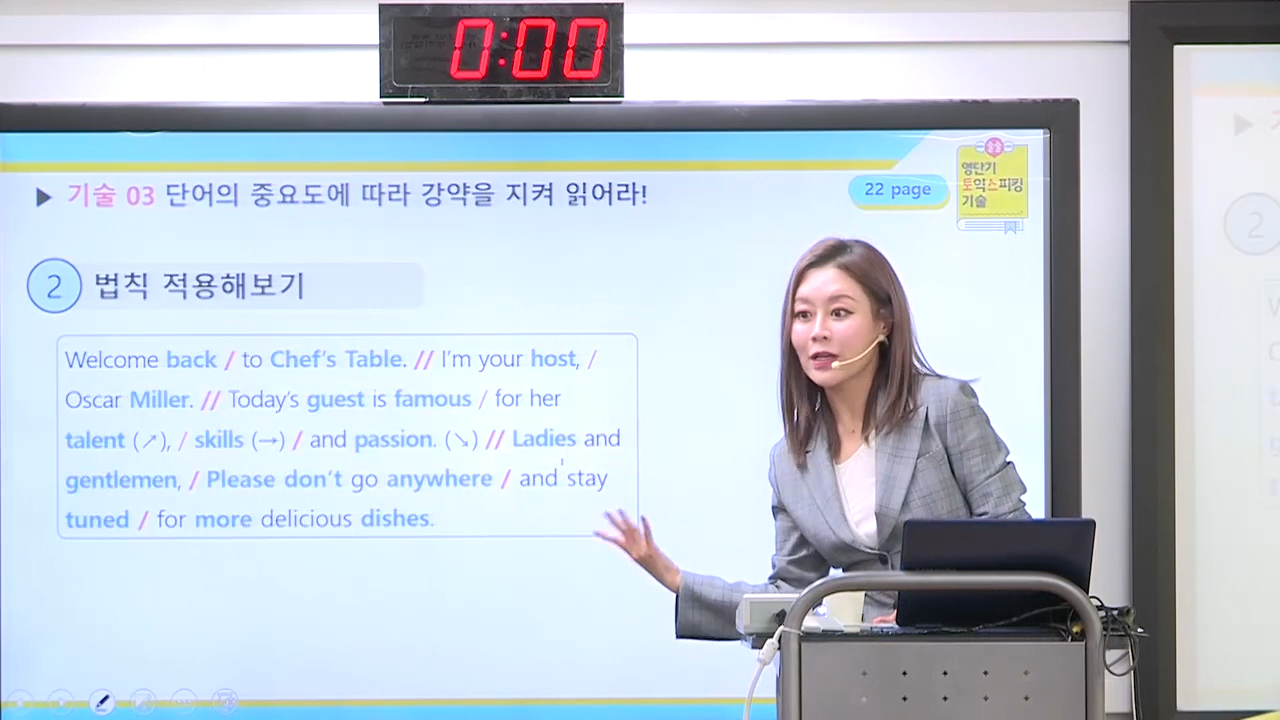 0:00
▶ 기술 03 단어의 중요도에 따라 강약을 지켜 읽어라!
22 page
영단기
토익스피킹
기술
2 법칙 적용해보기
Welcome back / to Chef's Table. // I'm your host, /
Oscar Miller. // Today's guest is famous / for her
talent (↗), / skills (→) / and passion. (↘) // Ladies and
gentlemen, / Please don't go anywhere / and stay
tuned / for more delicious dishes.
2